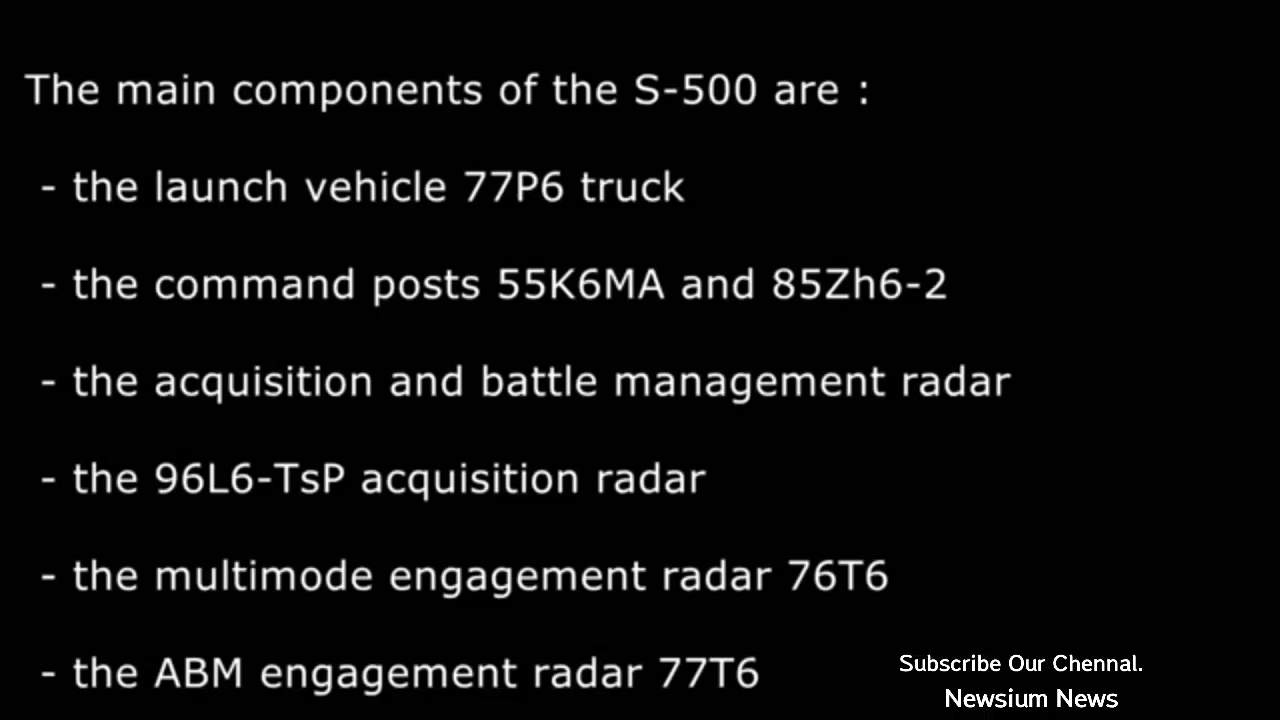 The main components of the S-500 are :
- the launch vehicle 77P6 truck
- the command posts 55K6MA and 85Zh6-2
- the acquisition and battle management radar
- the 96L6-TsP acquisition radar
- the multimode engagement radar 76T6
- the ABM engagement radar 77T6
Subscribe Our Chennal.
Newsium News